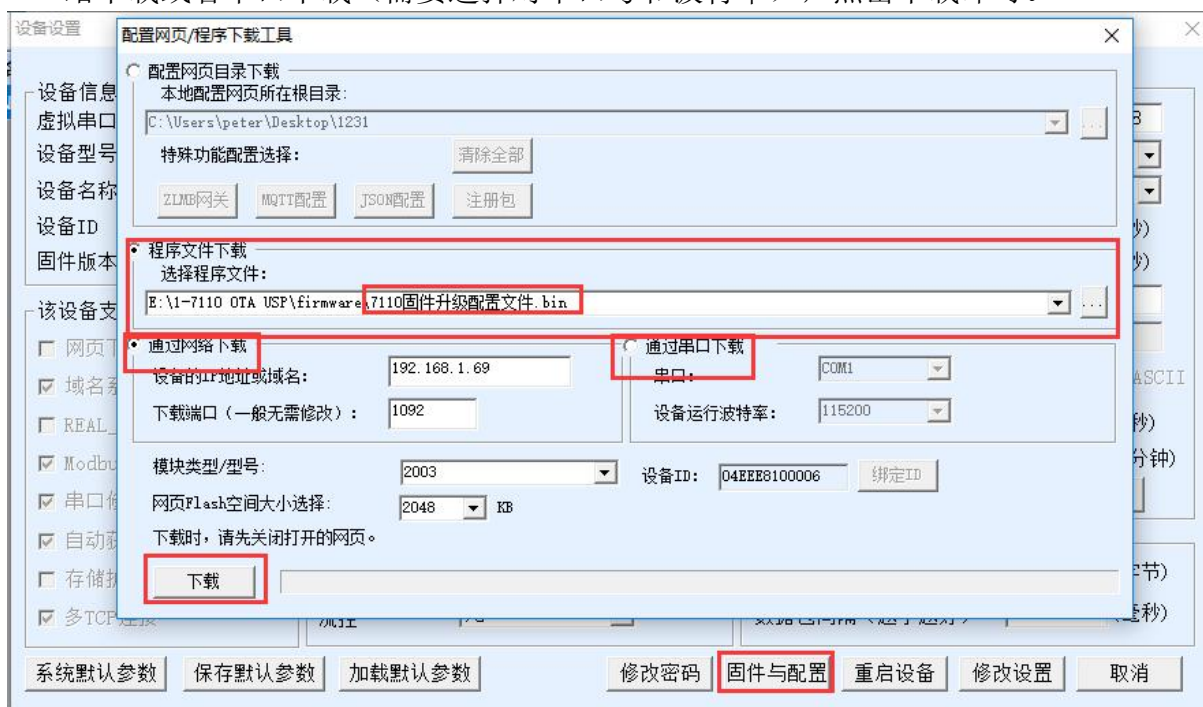 设备设置
配置网页/程序下载工具
配置网页目录下载
本地配置网页所在根目录:
C:\Users\peter\Desktop\1231
...
特殊功能配置选择:
清除全部
ZLMB网关 MQTT配置 JSON配置 注册包
程序文件下载
选择程序文件:
E:\1-7110 OTA USP\firmware\7110固件升级配置文件.bin
...
通过网络下载
设备的IP地址或域名: 192.168.1.69
下载端口（一般无需修改）: 1092
通过串口下载
串口: COM1
设备运行波特率: 115200
模块类型/型号: 2003
设备ID: 04EEE8100006 绑定ID
网页Flash空间大小选择: 2048 KB
下载时，请先关闭打开的网页。
下载
设备信息
虚拟串口
设备型号
设备名称
设备ID
固件版本
该设备支
网页
域名
REAL_
Modbu
串口
自动
存储
多TCP
ASCII
秒)
分钟)
字节)
毫秒)
系统默认参数 保存默认参数 加载默认参数 修改密码 固件与配置 重启设备 修改设置 取消